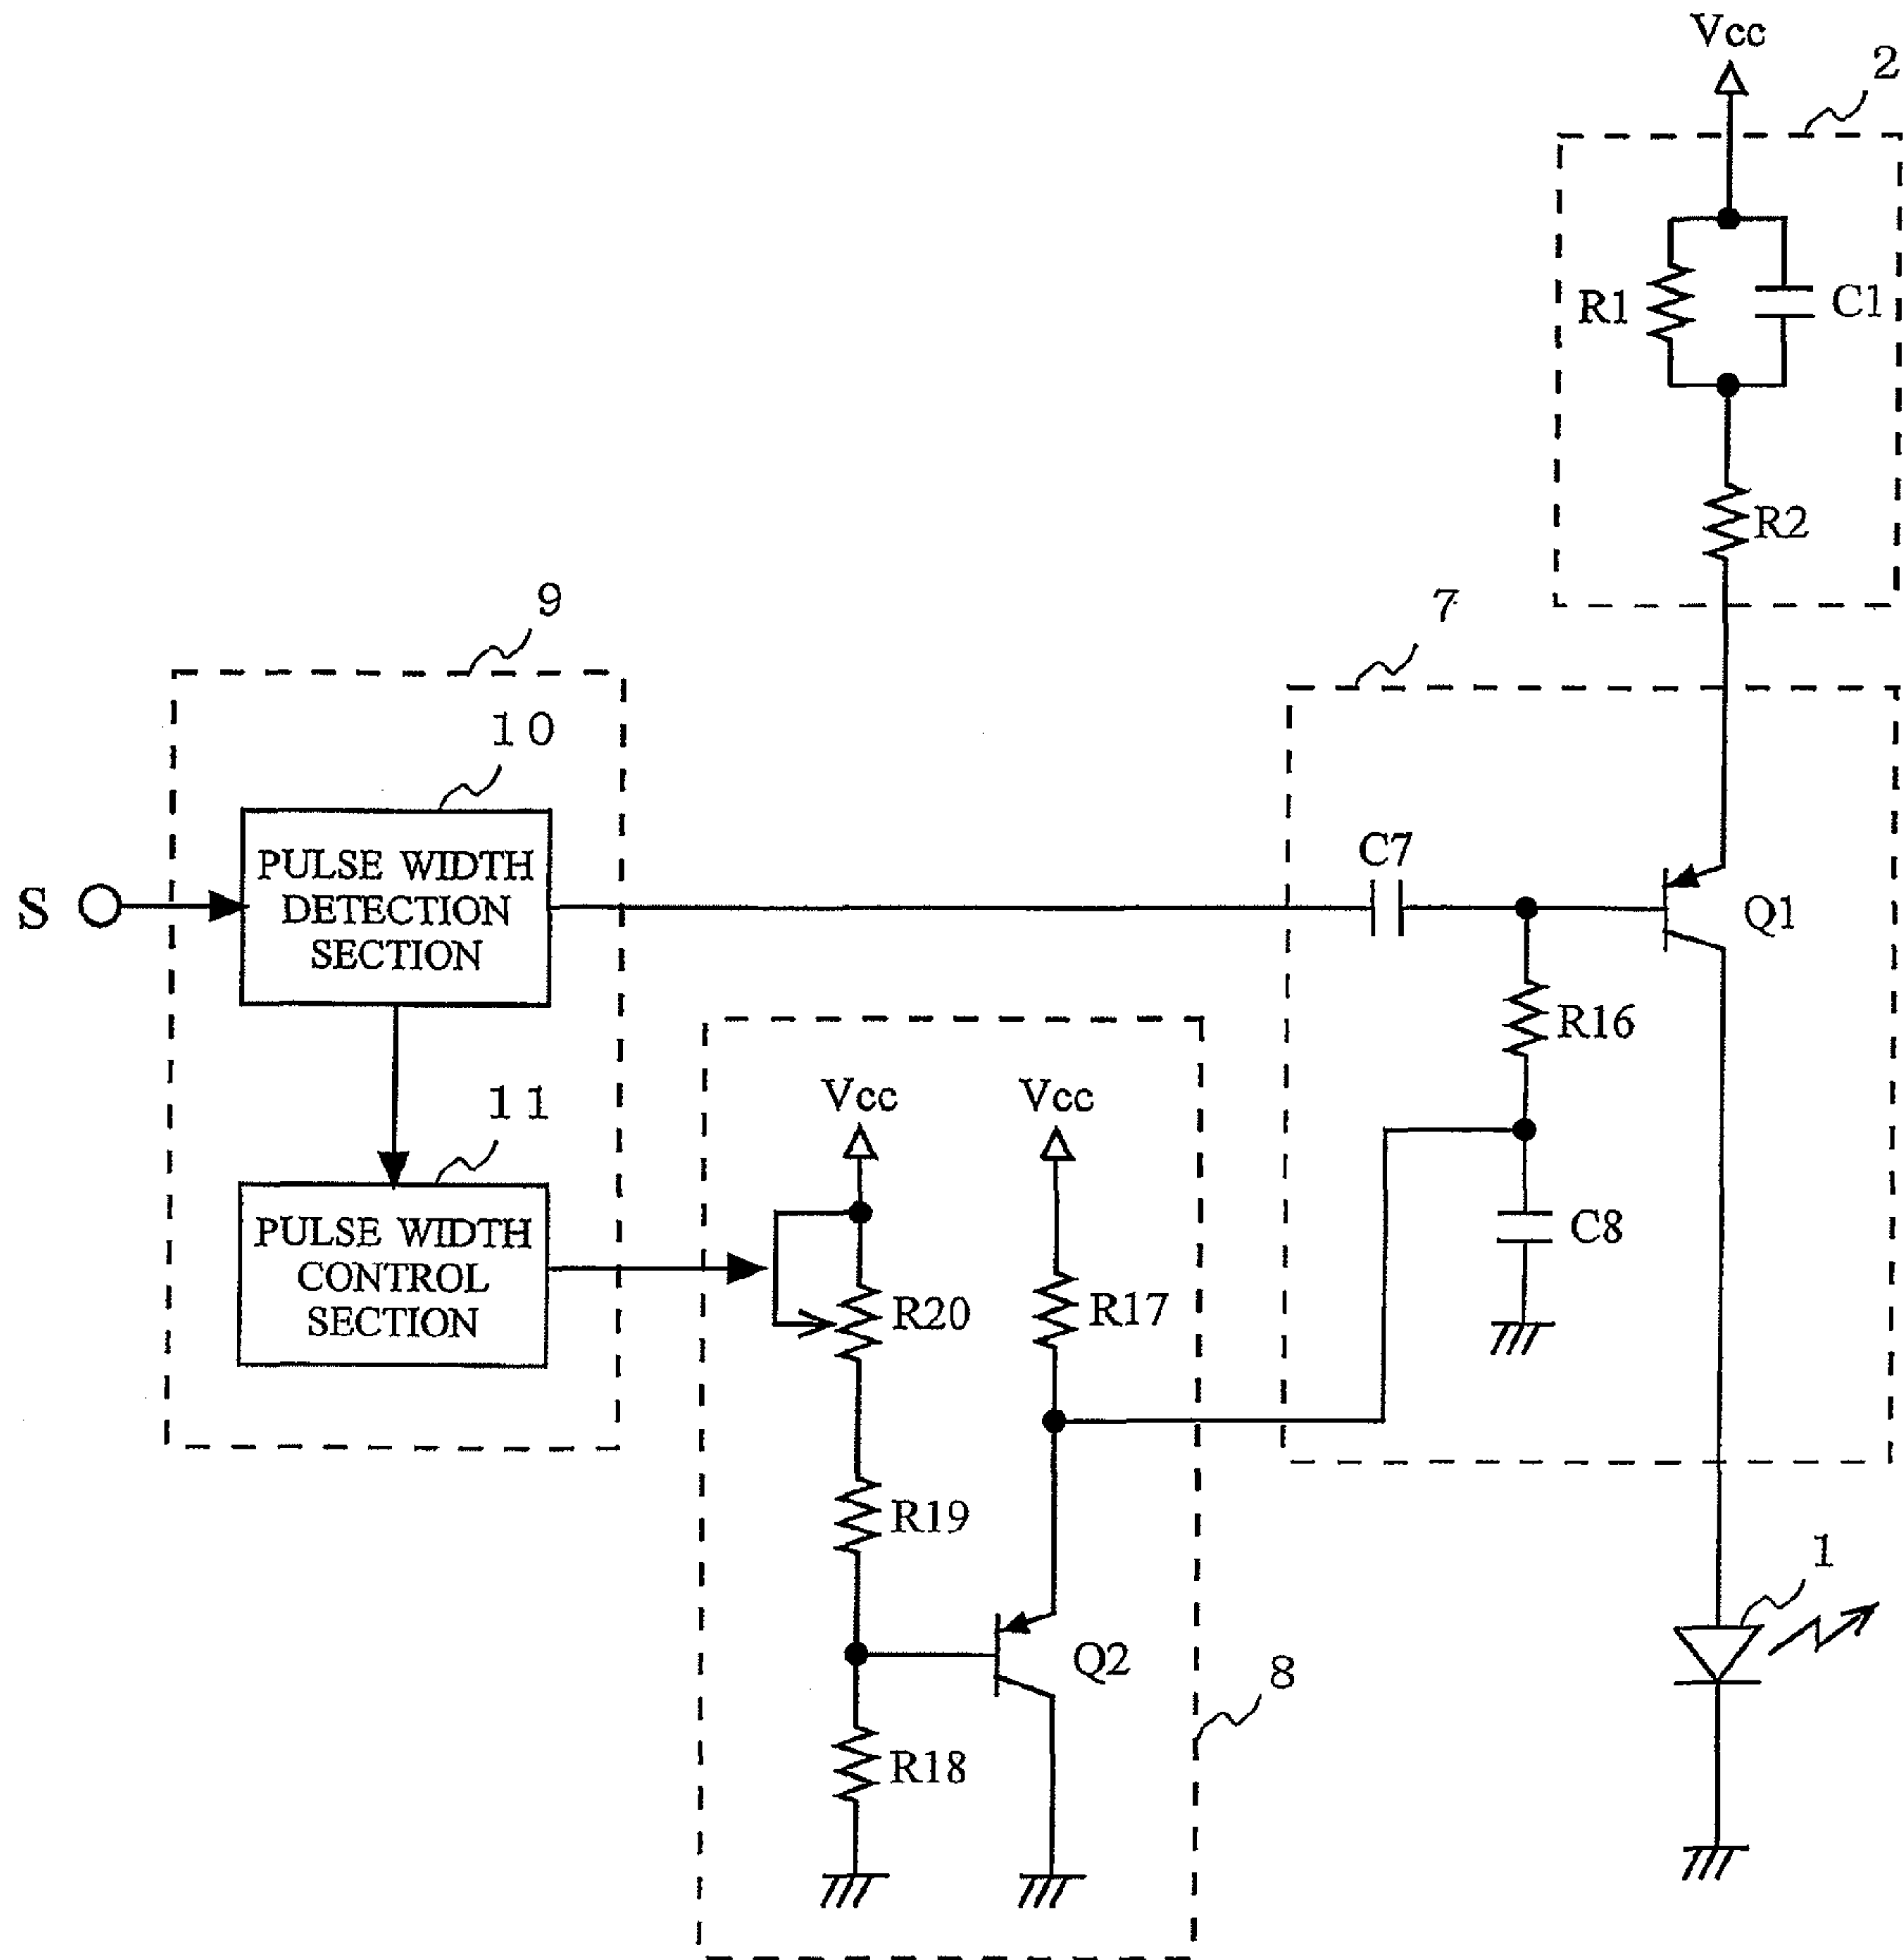 Vcc
2
R1
C1
R2
9
7
10
PULSE WIDTH
DETECTION
SECTION
S
C7
Q1
R16
11
Vcc
Vcc
PULSE WIDTH
CONTROL
SECTION
C8
R20
R17
R19
1
Q2
8
R18